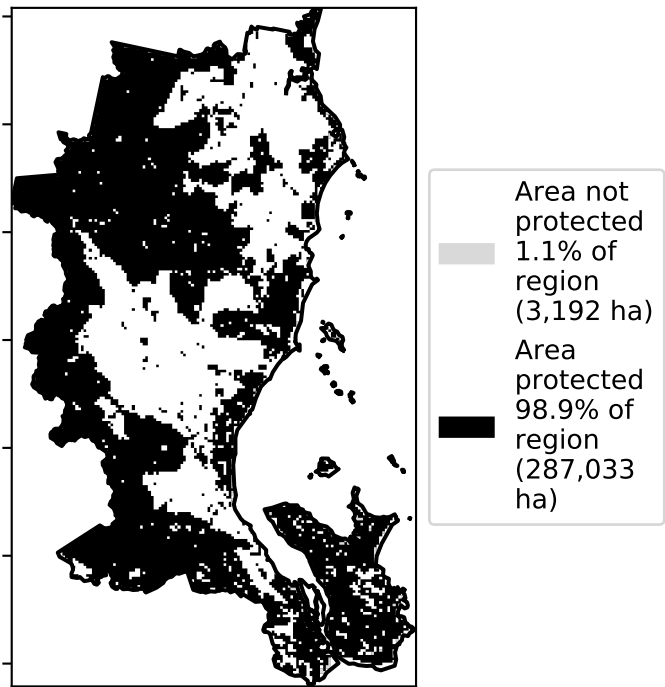 Area not
protected
1.1% of
region
(3,192 ha)
Area
protected
98.9% of
region
(287,033
ha)